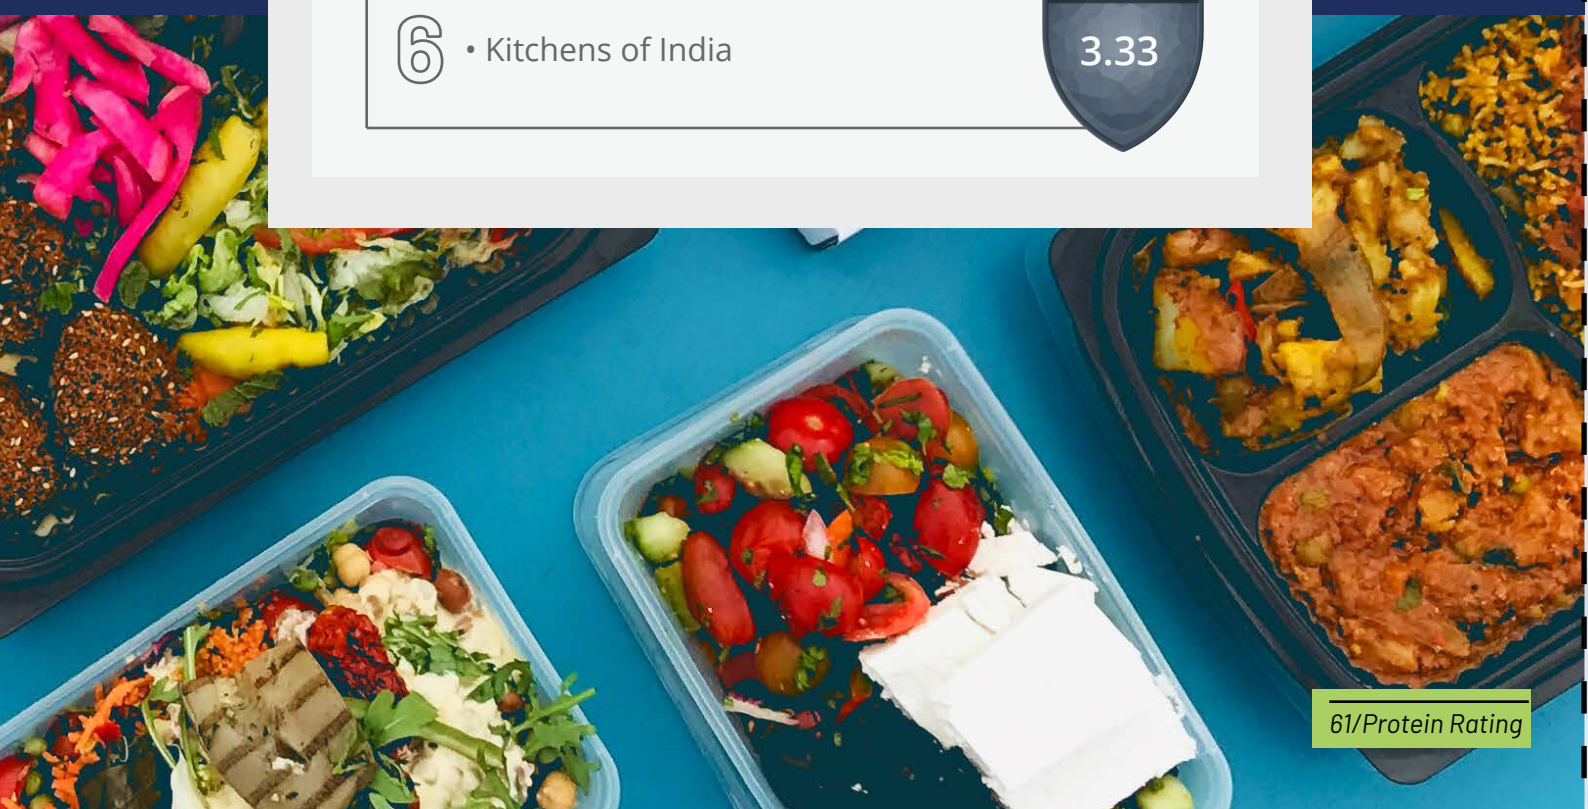 6 • Kitchens of India
3.33
61/Protein Rating